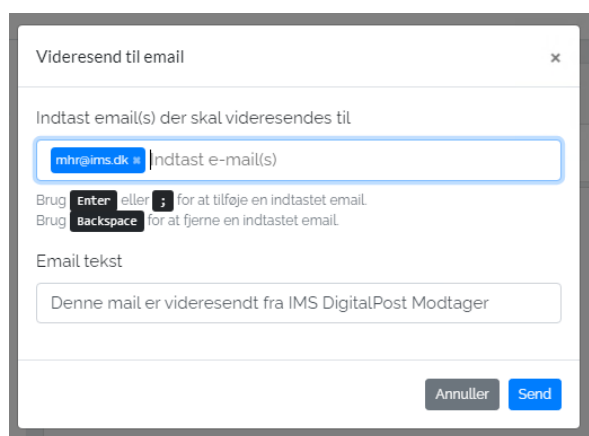 Videresend til email ×
Indtast email(s) der skal videresendes til
mhr@ims.dk × Indtast e-mail(s)
Brug Enter eller ; for at tilføje en indtastet email.
Brug Backspace for at fjerne en indtastet email.
Email tekst
Denne mail er videresendt fra IMS DigitalPost Modtager
Annuller Send